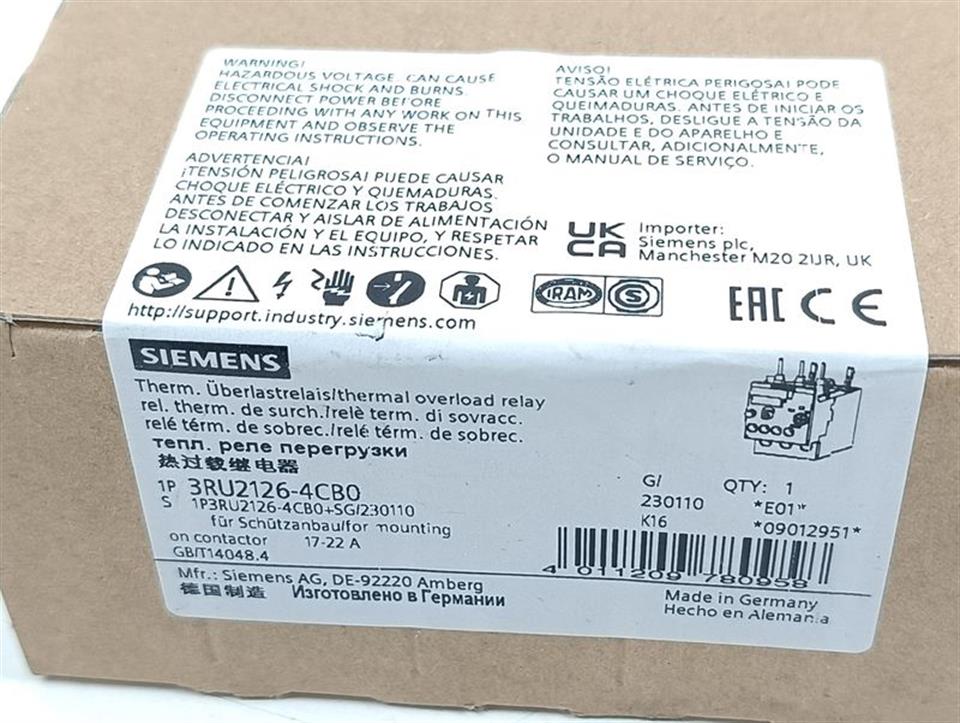 WARNING!
HAZARDOUS VOLTAGE. CAN CAUSE
ELECTRICAL SHOCK AND BURNS.
DISCONNECT POWER BEFORE
PROCEEDING WITH ANY WORK ON THIS
EQUIPMENT AND OBSERVE THE
OPERATING INSTRUCTIONS.
ADVERTENCIA!
¡TENSIÓN PELIGROSA! PUEDE CAUSAR
CHOQUE ELÉCTRICO Y QUEMADURAS.
ANTES DE COMENZAR LOS TRABAJOS
DESCONECTAR Y AISLAR DE ALIMENTACIÓN
LA INSTALACIÓN Y EL EQUIPO, Y RESPETAR
LO INDICADO EN LAS INSTRUCCIONES.
AVISO!
TENSÃO ELÉTRICA PERIGOSA! PODE
CAUSAR UM CHOQUE ELÉTRICO E
QUEIMADURAS. ANTES DE INICIAR OS
TRABALHOS, DESLIGUE A TENSÃO DA
UNIDADE E DO APARELHO E
CONSULTAR, ADICIONALMENTE,
O MANUAL DE SERVIÇO.
UK
CA
Importer:
Siemens plc,
Manchester M20 2UR, UK
IRAM
S
EAC CE
http://support.industry.siemens.com
SIEMENS
Therm. Überlastrelais/thermal overload relay
rel. therm. de surch./relè term. di sovracc.
relé térm. de sobrec./relé térm. de sobrec.
тепл. реле перегрузки
热过载继电器
1P 3RU2126-4CB0
S 1P3RU2126-4CB0+SG/230110
für Schützanbau/for mounting
on contactor 17-22 A
GB/T14048.4
G/
230110
K16
QTY: 1
*E01*
*09012951*
4 011209 780958
Mfr.: Siemens AG, DE-92220 Amberg
德国制造 Изготовлено в Германии
Made in Germany
Hecho en Alemania